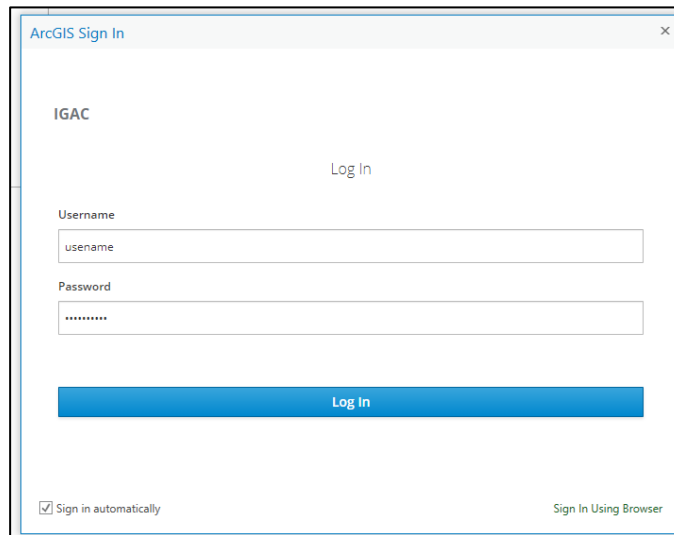 ArcGIS Sign In
IGAC
Log In
Username
usename
Password
••••••••••
Log In
Sign in automatically
Sign In Using Browser